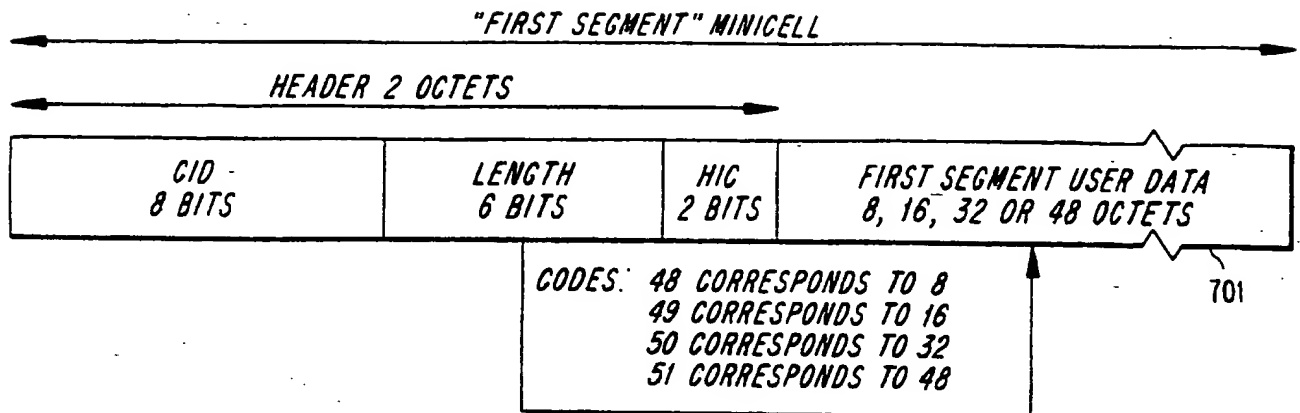 "FIRST SEGMENT" MINICELL
HEADER 2 OCTETS
CID -
8 BITS
LENGTH
6 BITS
HIC
2 BITS
FIRST SEGMENT USER DATA
8, 16, 32 OR 48 OCTETS
CODES: 48 CORRESPONDS TO 8
49 CORRESPONDS TO 16
50 CORRESPONDS TO 32
51 CORRESPONDS TO 48
701